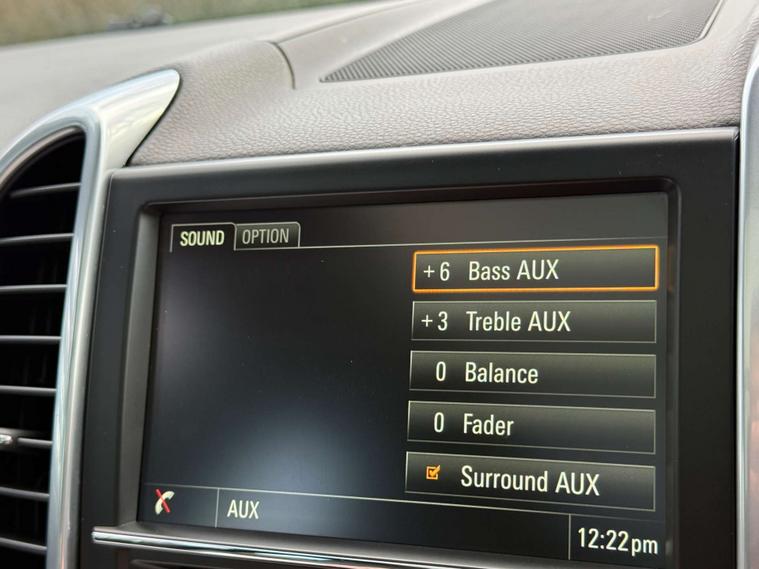 SOUND OPTION
+6 Bass AUX
+3 Treble AUX
0 Balance
0 Fader
Surround AUX
AUX
12:22pm